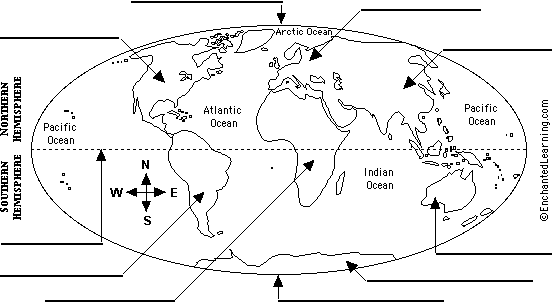 Arctic Ocean
NORTHERN
HEMISPHERE
Atlantic
Ocean
Pacific
Ocean
Pacific
Ocean
SOUTHERN
HEMISPHERE
N
W E
S
Indian
Ocean
©EnchantedLearning.com